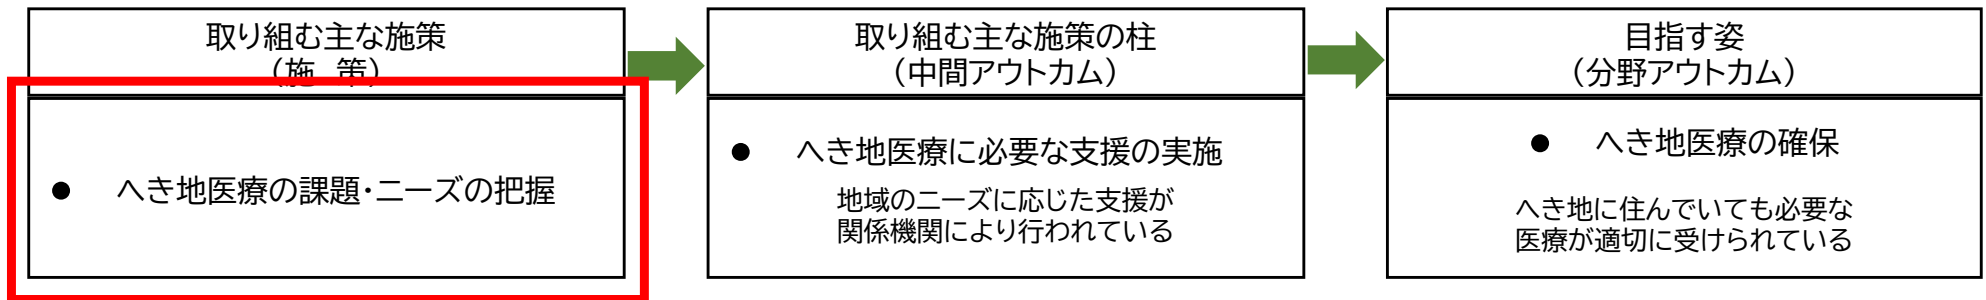 取り組む主な施策
（施　策）
● へき地医療の課題・ニーズの把握
取り組む主な施策の柱
（中間アウトカム）
● へき地医療に必要な支援の実施
地域のニーズに応じた支援が
関係機関により行われている
目指す姿
（分野アウトカム）
● へき地医療の確保
へき地に住んでいても必要な
医療が適切に受けられている